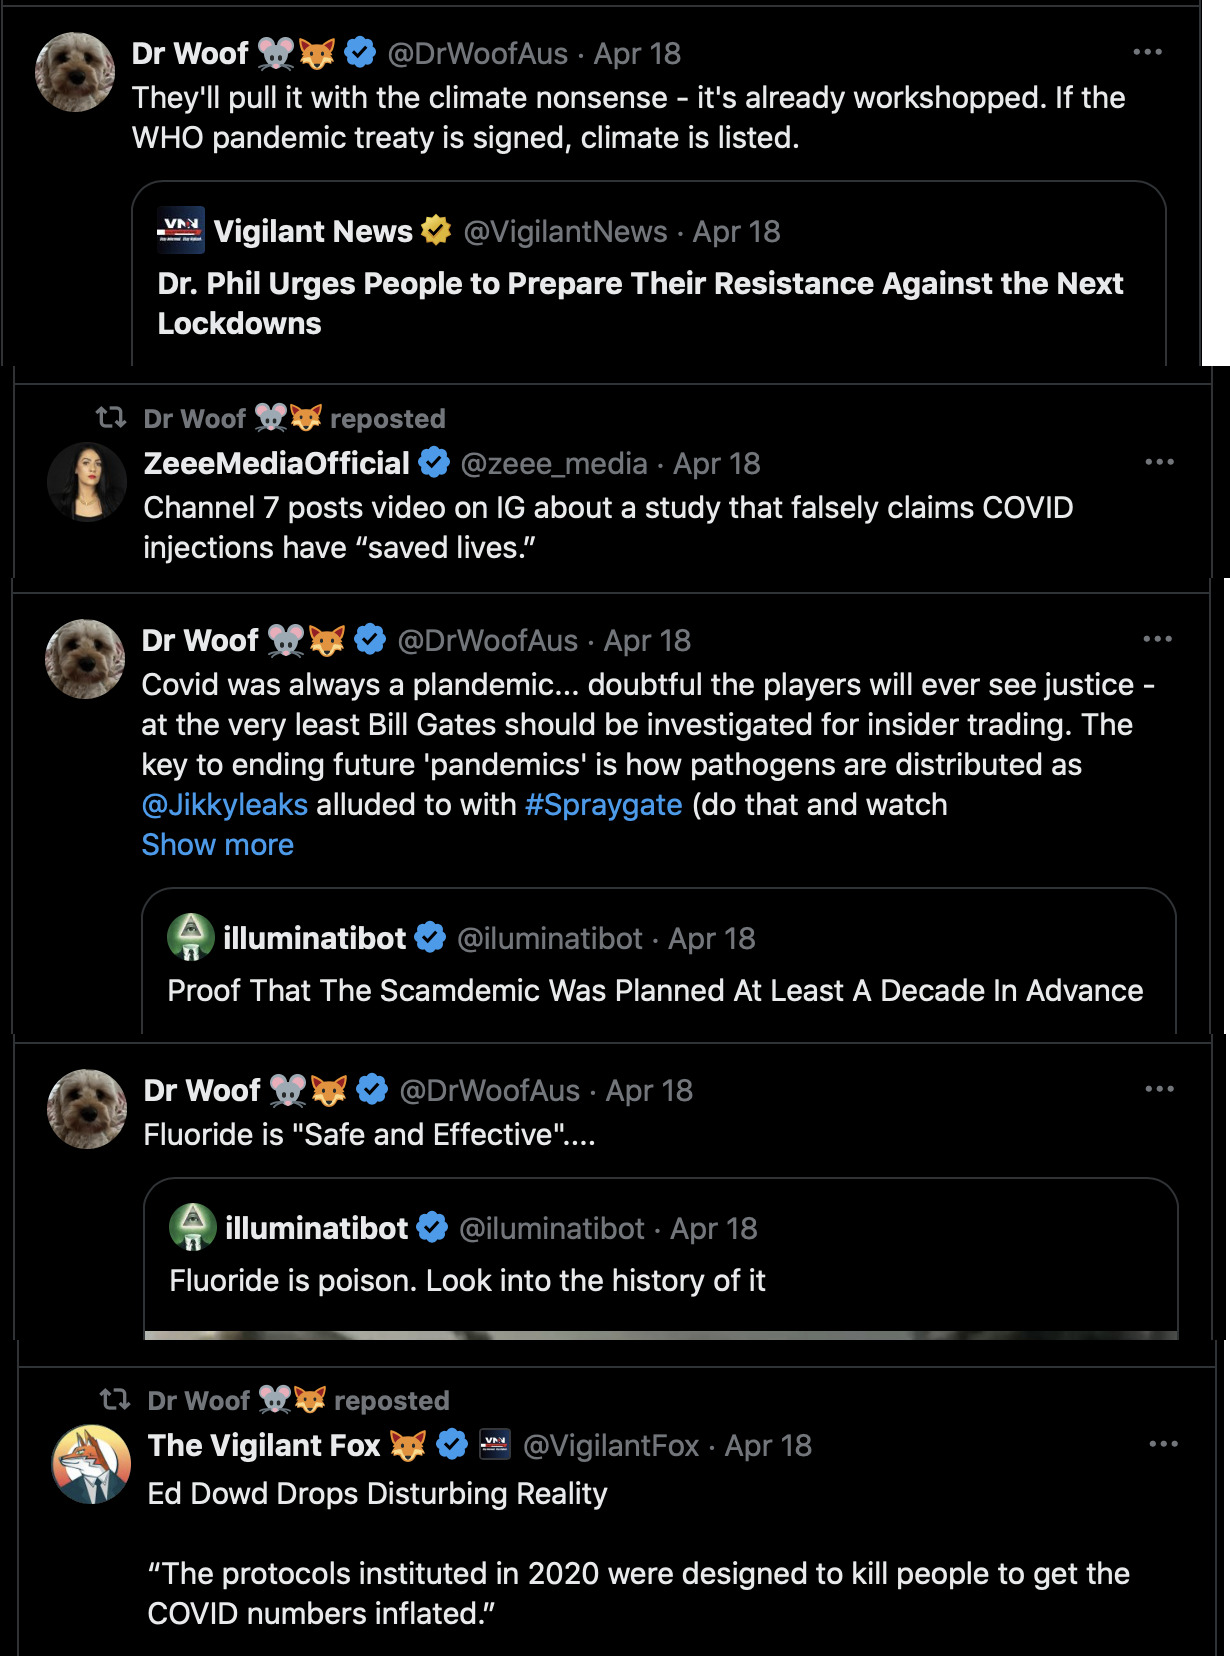 Dr Woof 🐭🦊 @DrWoofAus · Apr 18
They'll pull it with the climate nonsense - it's already workshopped. If the
WHO pandemic treaty is signed, climate is listed.
VNN
Vigilant News @VigilantNews · Apr 18
Dr. Phil Urges People to Prepare Their Resistance Against the Next
Lockdowns
Dr Woof 🐭🦊 reposted
ZeeeMediaOfficial @zeee_media · Apr 18
Channel 7 posts video on IG about a study that falsely claims COVID
injections have “saved lives.”
Dr Woof 🐭🦊 @DrWoofAus · Apr 18
Covid was always a plandemic... doubtful the players will ever see justice -
at the very least Bill Gates should be investigated for insider trading. The
key to ending future 'pandemics' is how pathogens are distributed as
@Jikkyleaks alluded to with #Spraygate (do that and watch
Show more
illuminatibot @iluminatibot · Apr 18
Proof That The Scamdemic Was Planned At Least A Decade In Advance
Dr Woof 🐭🦊 @DrWoofAus · Apr 18
Fluoride is "Safe and Effective"....
illuminatibot @iluminatibot · Apr 18
Fluoride is poison. Look into the history of it
Dr Woof 🐭🦊 reposted
The Vigilant Fox 🦊 VNN @VigilantFox · Apr 18
Ed Dowd Drops Disturbing Reality
“The protocols instituted in 2020 were designed to kill people to get the
COVID numbers inflated.”